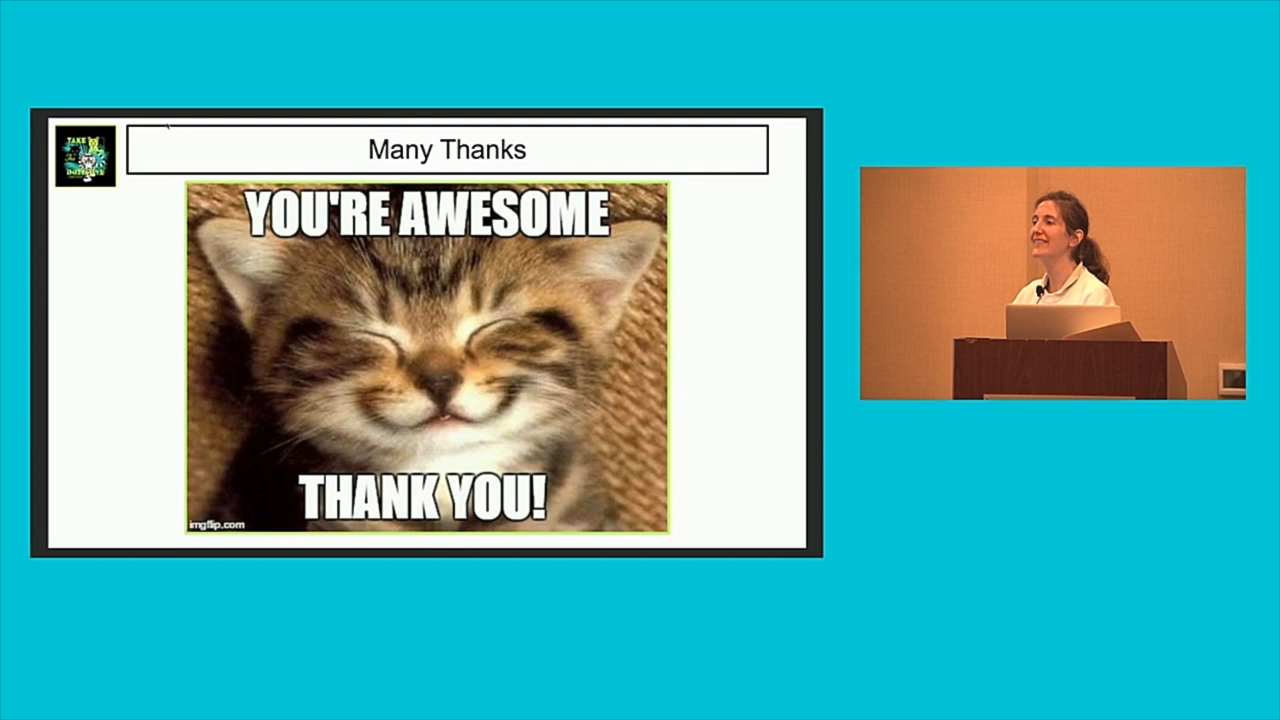 Many Thanks
TAKE
INITIATIVE
YOU'RE AWESOME
THANK YOU!
imgflip.com